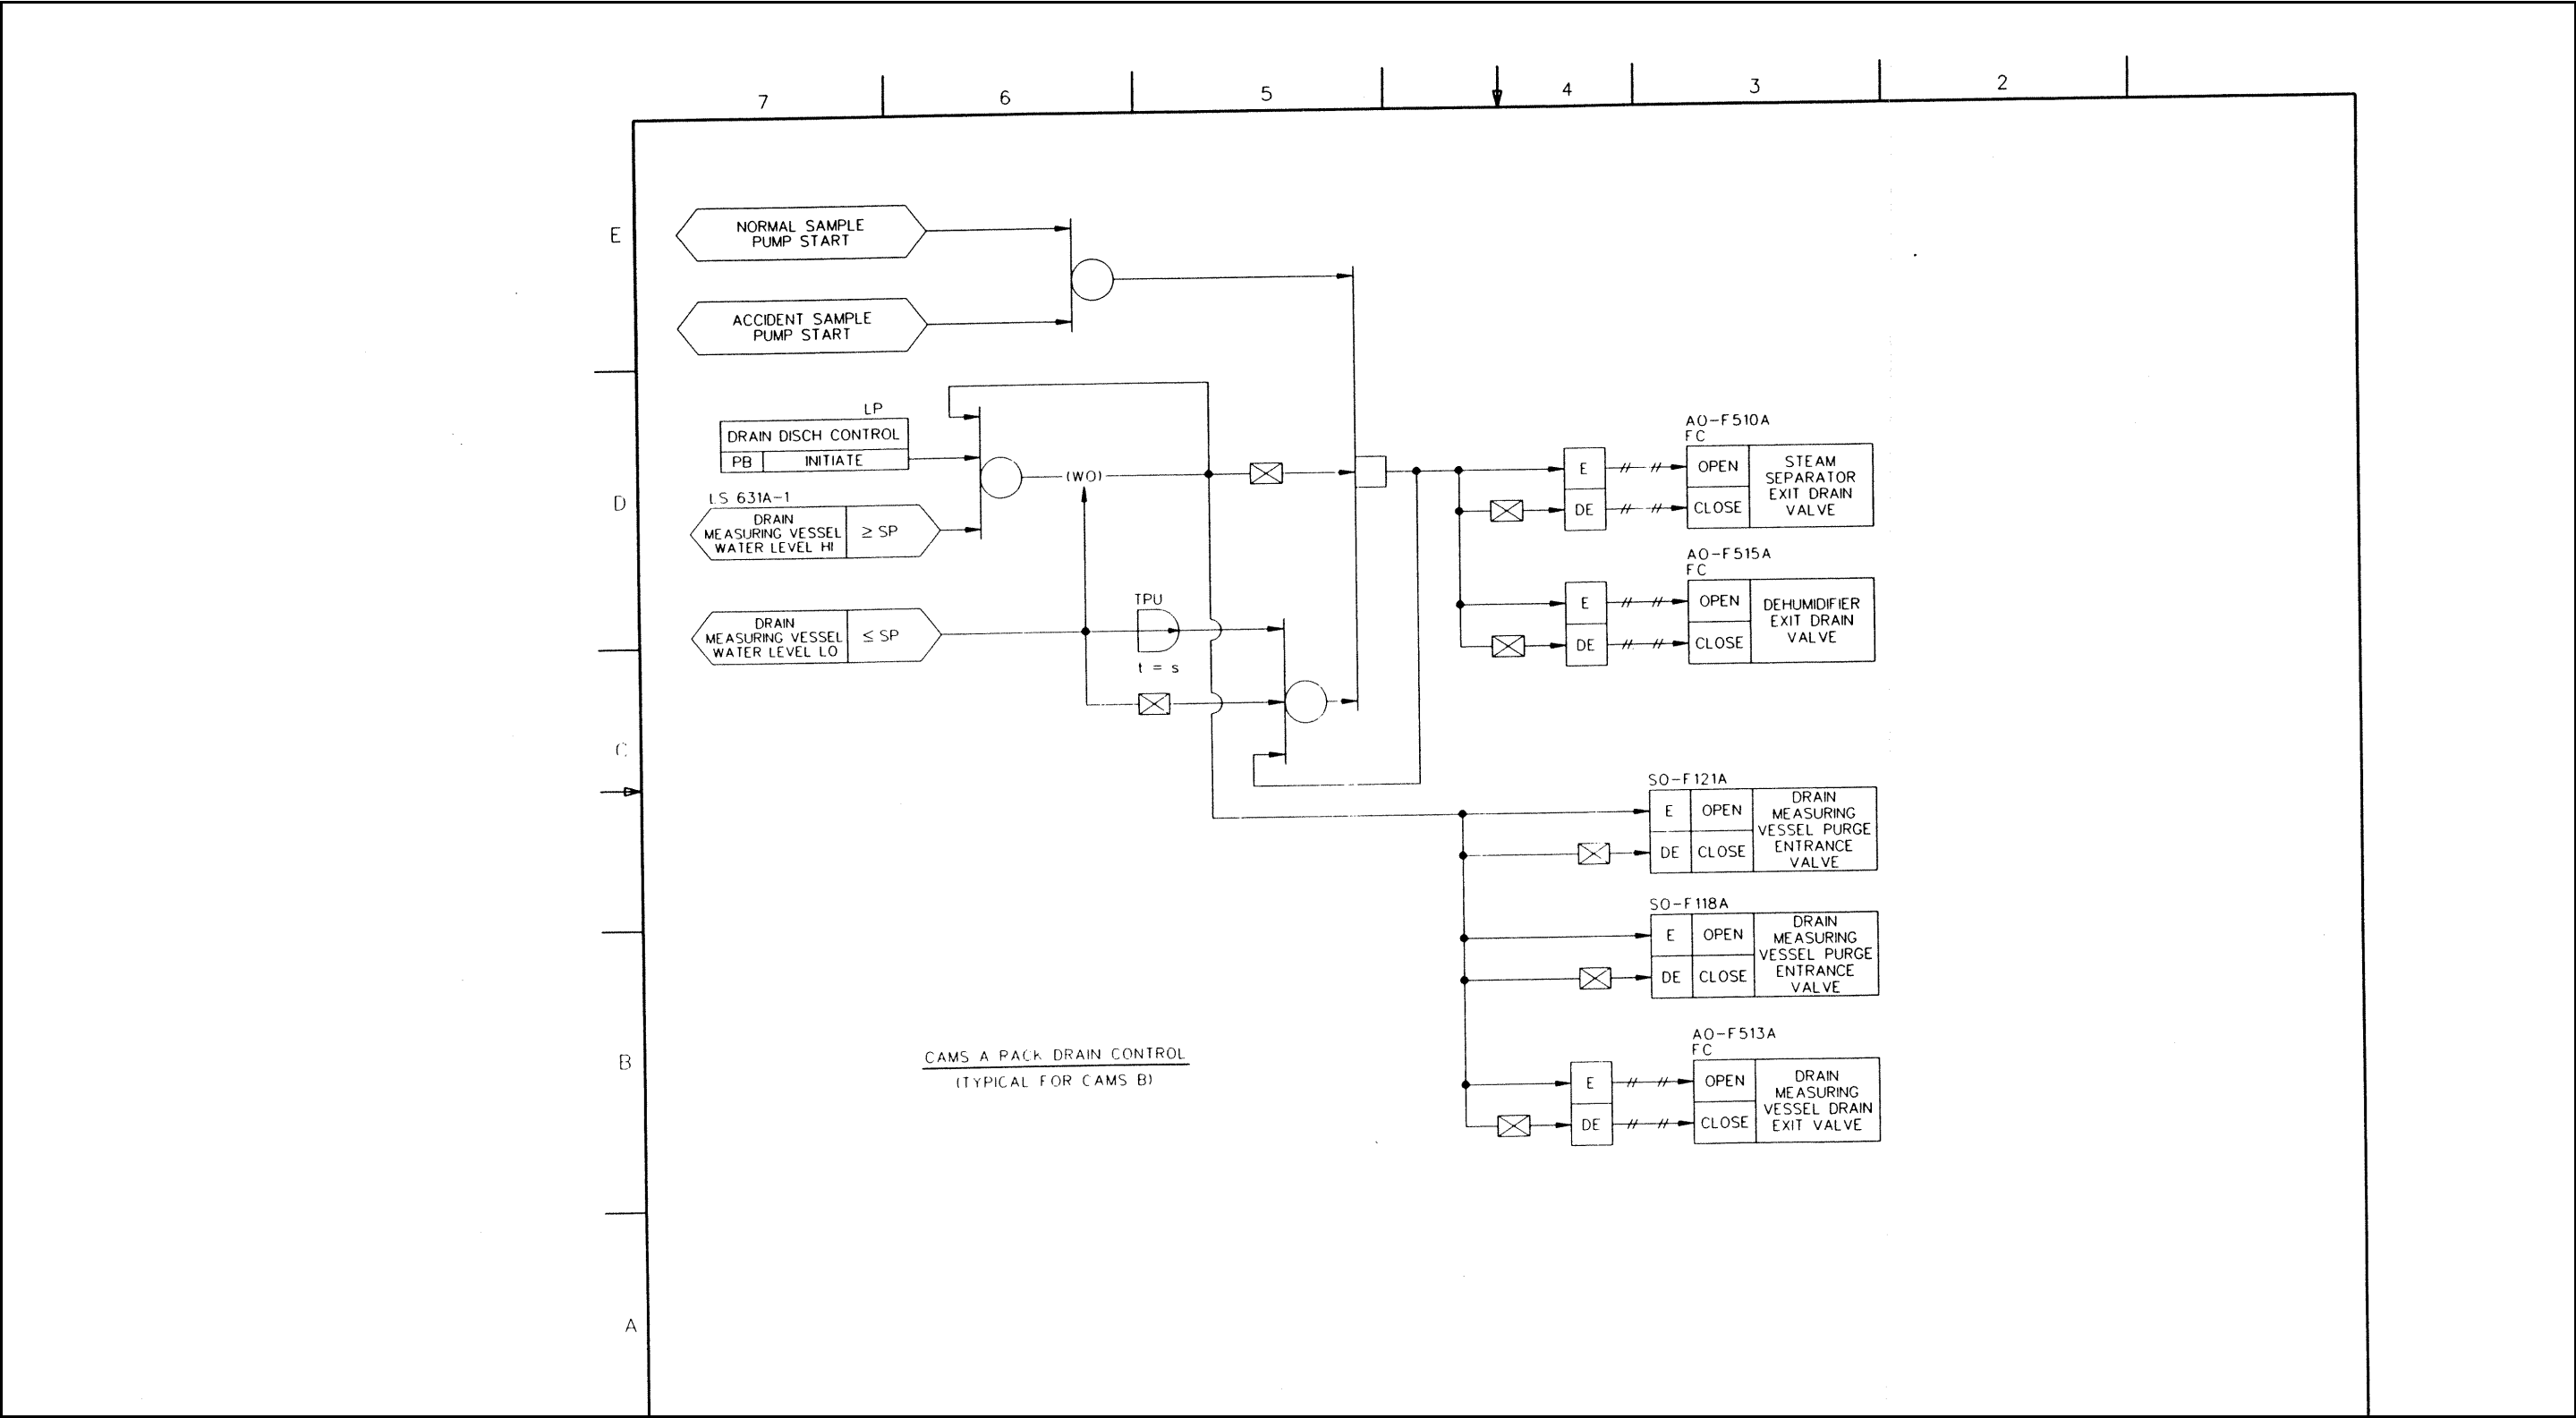 7
6
5
4
3
2
E
D
C
B
A
NORMAL SAMPLE
PUMP START
ACCIDENT SAMPLE
PUMP START
LP
DRAIN DISCH CONTROL
PB INITIATE
LS 631A-1
DRAIN
MEASURING VESSEL
WATER LEVEL HI
≥ SP
(WO)
DRAIN
MEASURING VESSEL
WATER LEVEL LO
≤ SP
TPU
t = s
AO-F510A
FC
E
DE
OPEN
CLOSE
STEAM
SEPARATOR
EXIT DRAIN
VALVE
AO-F515A
FC
E
DE
OPEN
CLOSE
DEHUMIDIFIER
EXIT DRAIN
VALVE
SO-F121A
E OPEN
DE CLOSE
DRAIN
MEASURING
VESSEL PURGE
ENTRANCE
VALVE
SO-F118A
E OPEN
DE CLOSE
DRAIN
MEASURING
VESSEL PURGE
ENTRANCE
VALVE
AO-F513A
FC
E
DE
OPEN
CLOSE
DRAIN
MEASURING
VESSEL DRAIN
EXIT VALVE
CAMS A PACK DRAIN CONTROL
(TYPICAL FOR CAMS B)